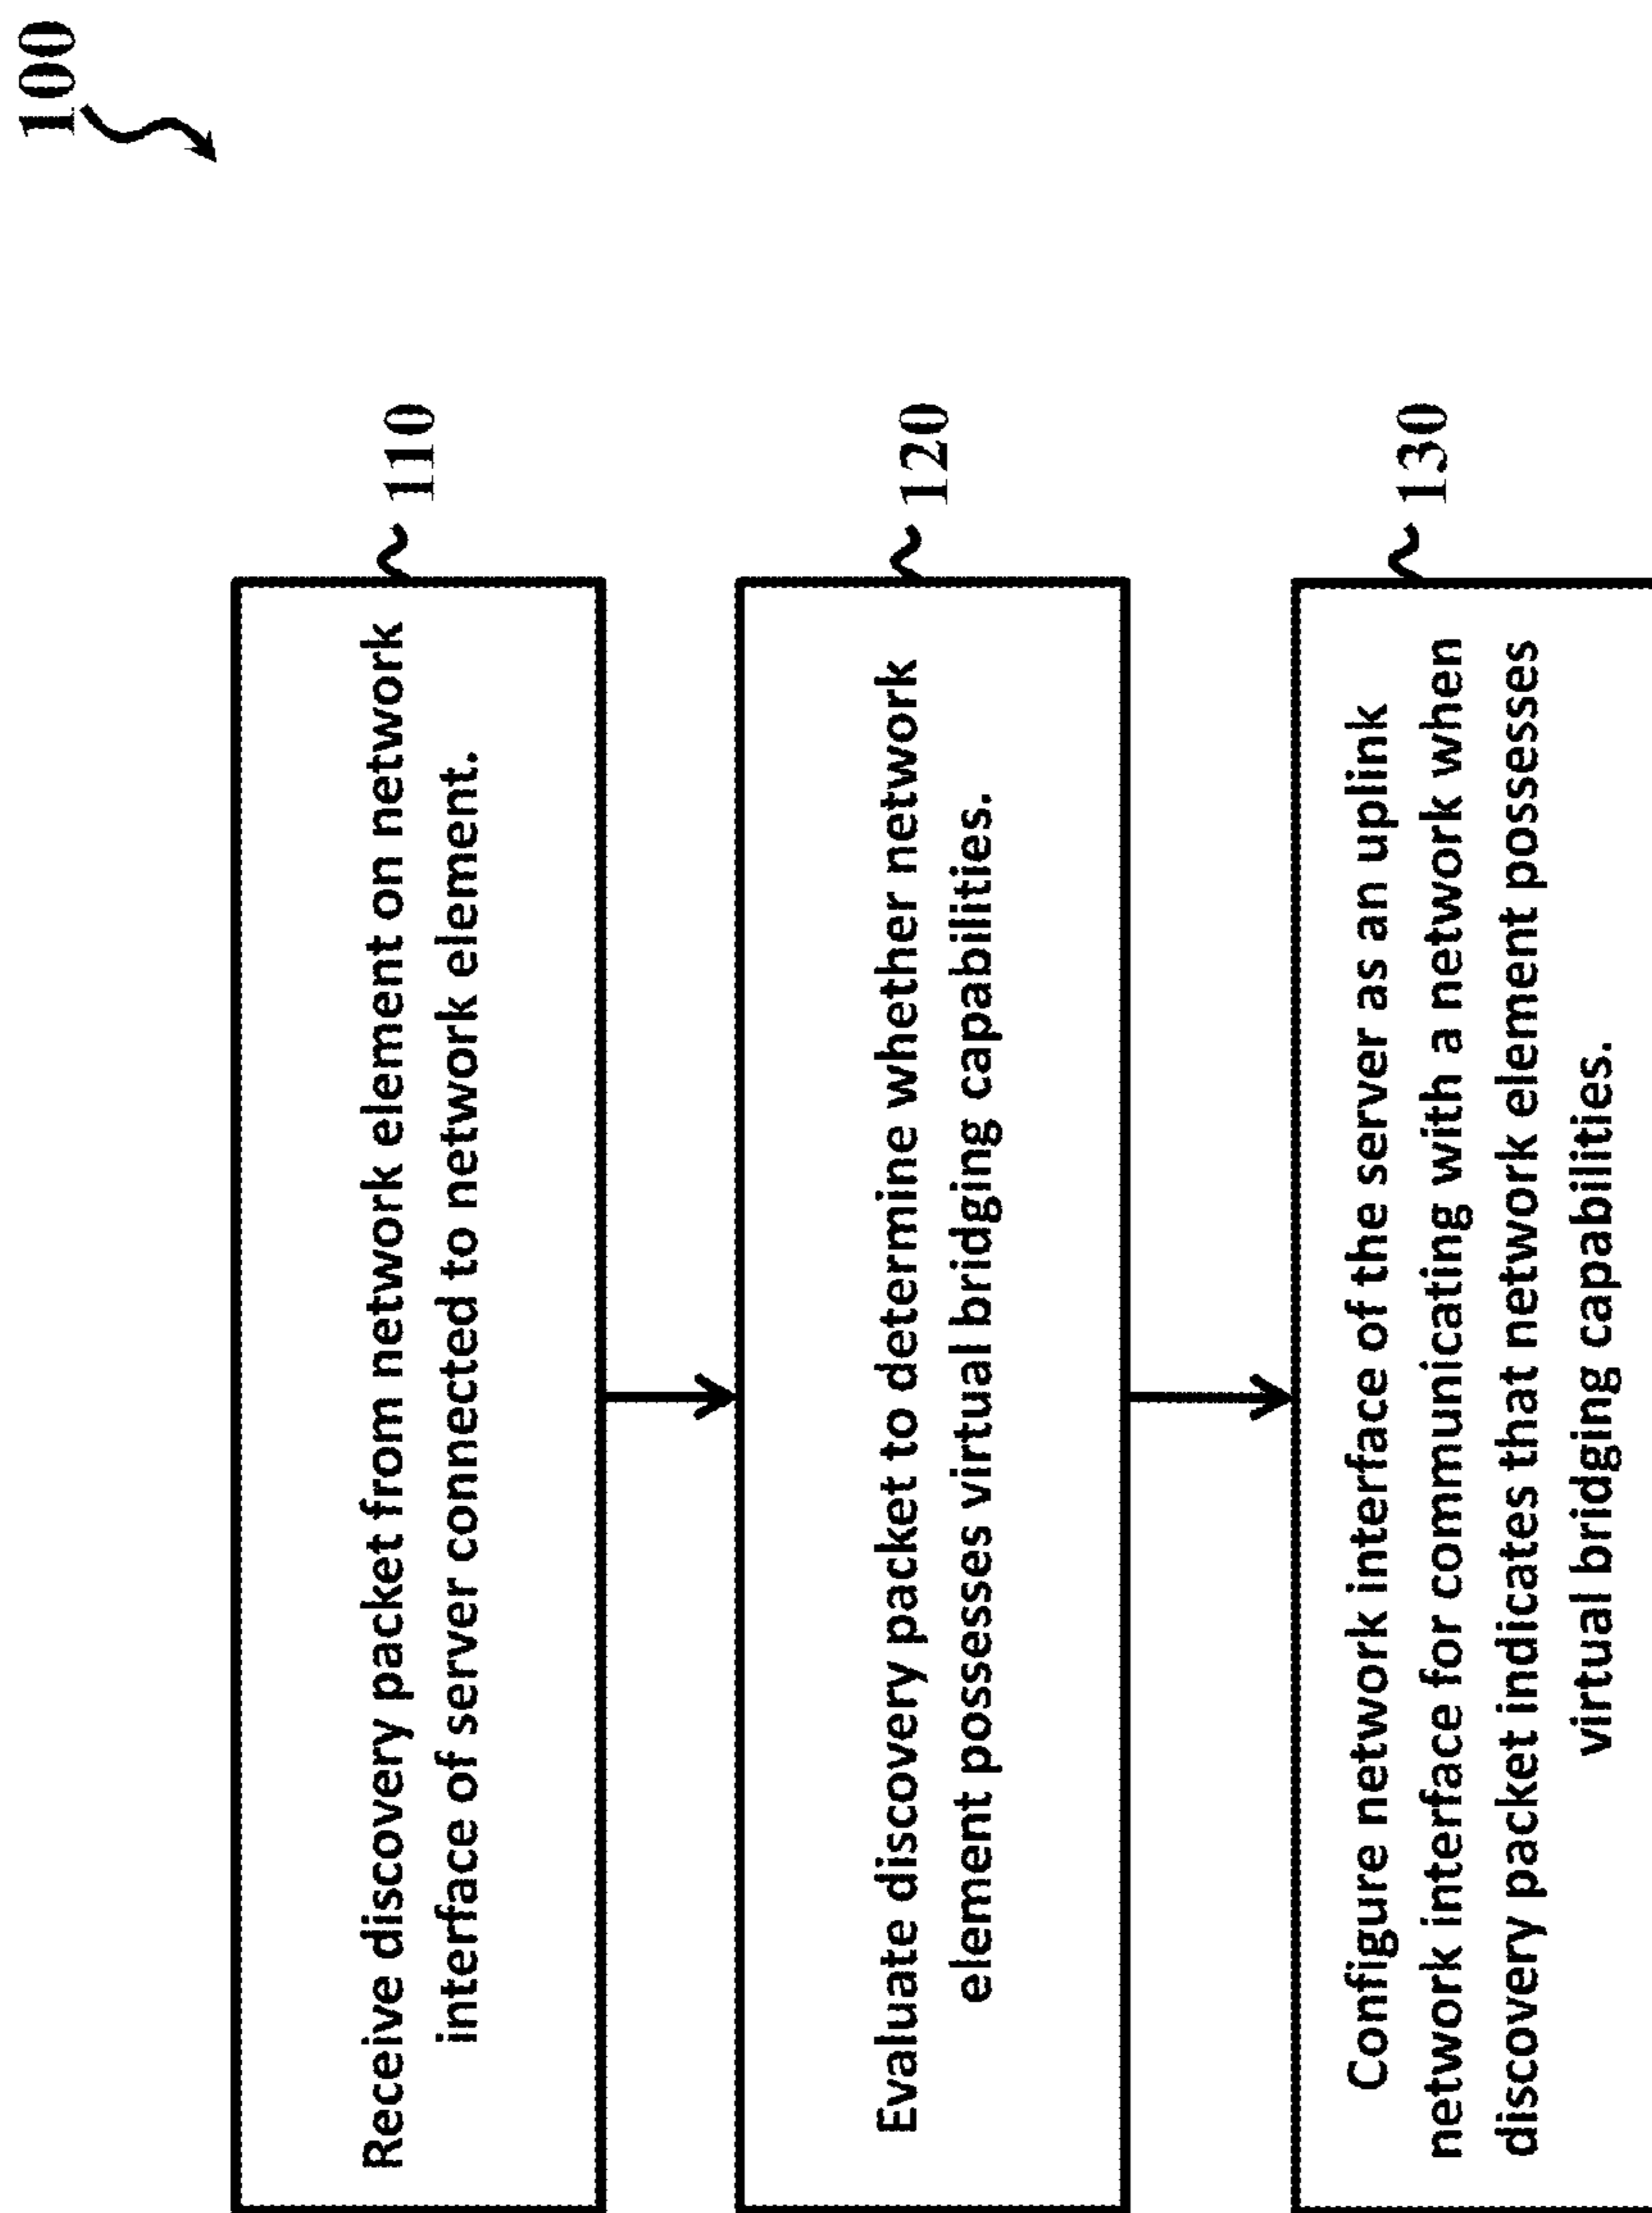 100
110
Receive discovery packet from network element on network
interface of server connected to network element.
120
Evaluate discovery packet to determine whether network
element possesses virtual bridging capabilities.
130
Configure network interface of the server as an uplink
network interface for communicating with a network when
discovery packet indicates that network element possesses
virtual bridging capabilities.